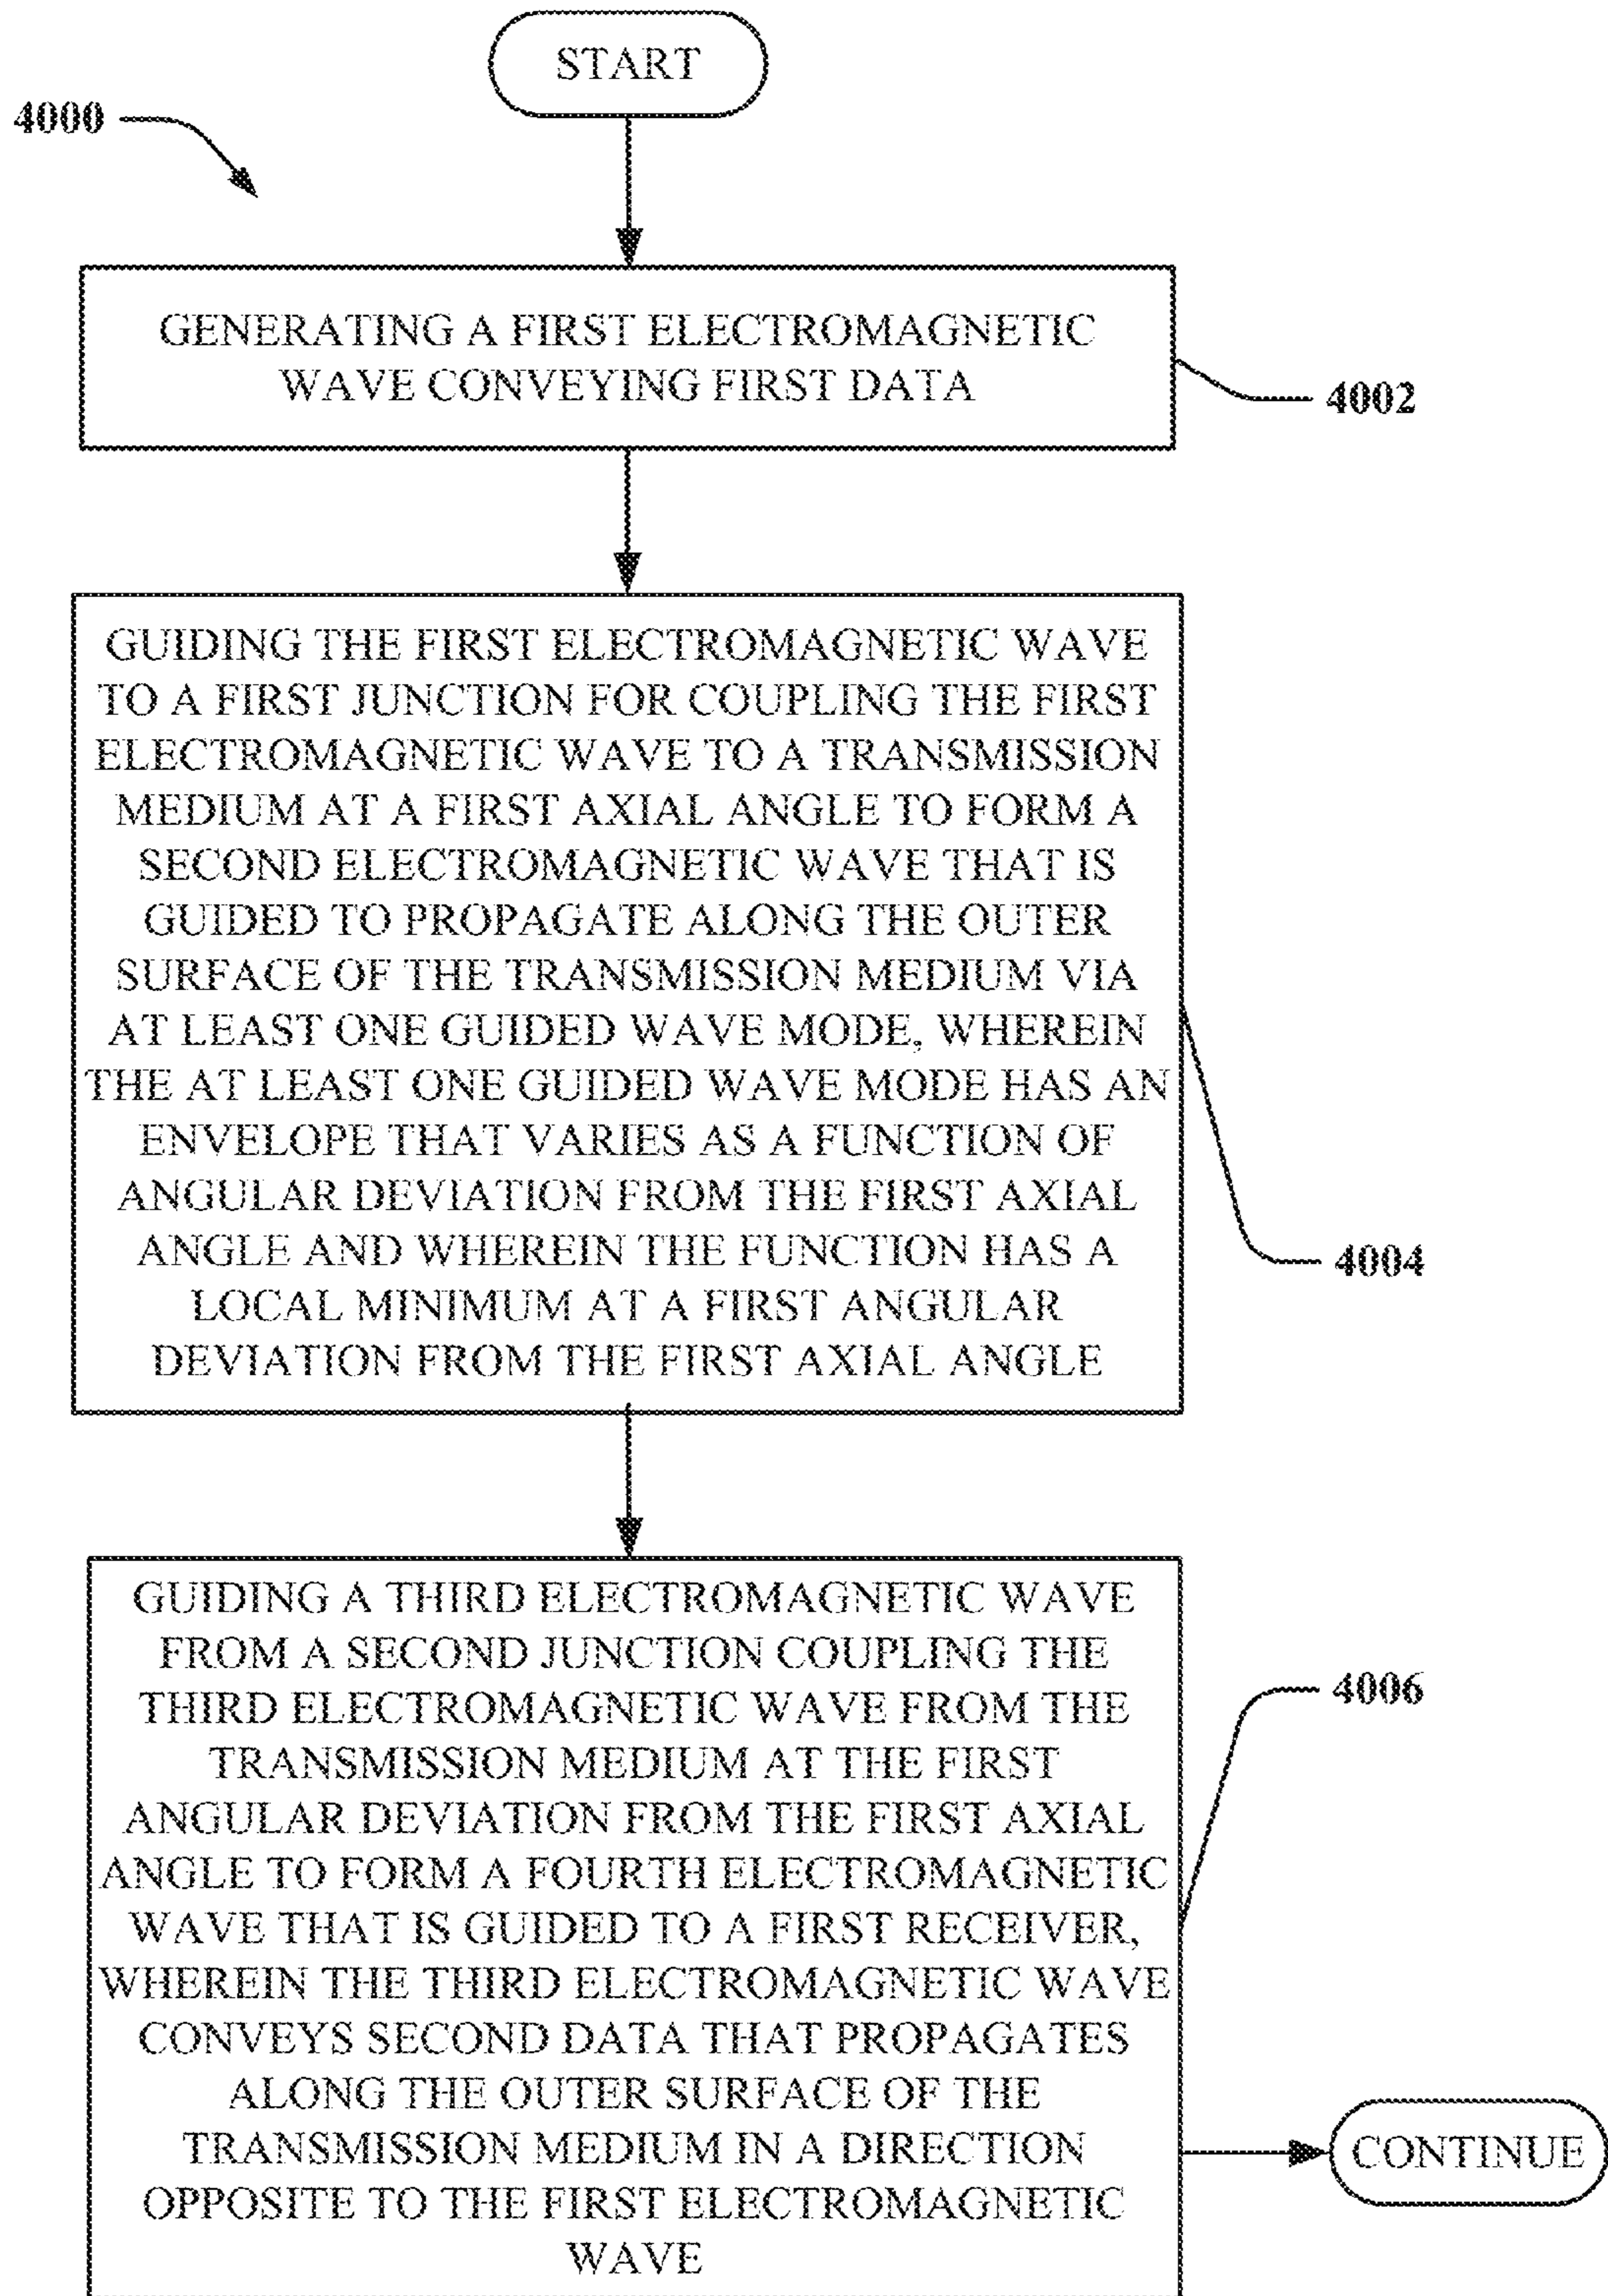 START
4000
GENERATING A FIRST ELECTROMAGNETIC
WAVE CONVEYING FIRST DATA
4002
GUIDING THE FIRST ELECTROMAGNETIC WAVE
TO A FIRST JUNCTION FOR COUPLING THE FIRST
ELECTROMAGNETIC WAVE TO A TRANSMISSION
MEDIUM AT A FIRST AXIAL ANGLE TO FORM A
SECOND ELECTROMAGNETIC WAVE THAT IS
GUIDED TO PROPAGATE ALONG THE OUTER
SURFACE OF THE TRANSMISSION MEDIUM VIA
AT LEAST ONE GUIDED WAVE MODE, WHEREIN
THE AT LEAST ONE GUIDED WAVE MODE HAS AN
ENVELOPE THAT VARIES AS A FUNCTION OF
ANGULAR DEVIATION FROM THE FIRST AXIAL
ANGLE AND WHEREIN THE FUNCTION HAS A
LOCAL MINIMUM AT A FIRST ANGULAR
DEVIATION FROM THE FIRST AXIAL ANGLE
4004
GUIDING A THIRD ELECTROMAGNETIC WAVE
FROM A SECOND JUNCTION COUPLING THE
THIRD ELECTROMAGNETIC WAVE FROM THE
TRANSMISSION MEDIUM AT THE FIRST
ANGULAR DEVIATION FROM THE FIRST AXIAL
ANGLE TO FORM A FOURTH ELECTROMAGNETIC
WAVE THAT IS GUIDED TO A FIRST RECEIVER,
WHEREIN THE THIRD ELECTROMAGNETIC WAVE
CONVEYS SECOND DATA THAT PROPAGATES
ALONG THE OUTER SURFACE OF THE
TRANSMISSION MEDIUM IN A DIRECTION
OPPOSITE TO THE FIRST ELECTROMAGNETIC
WAVE
4006
CONTINUE